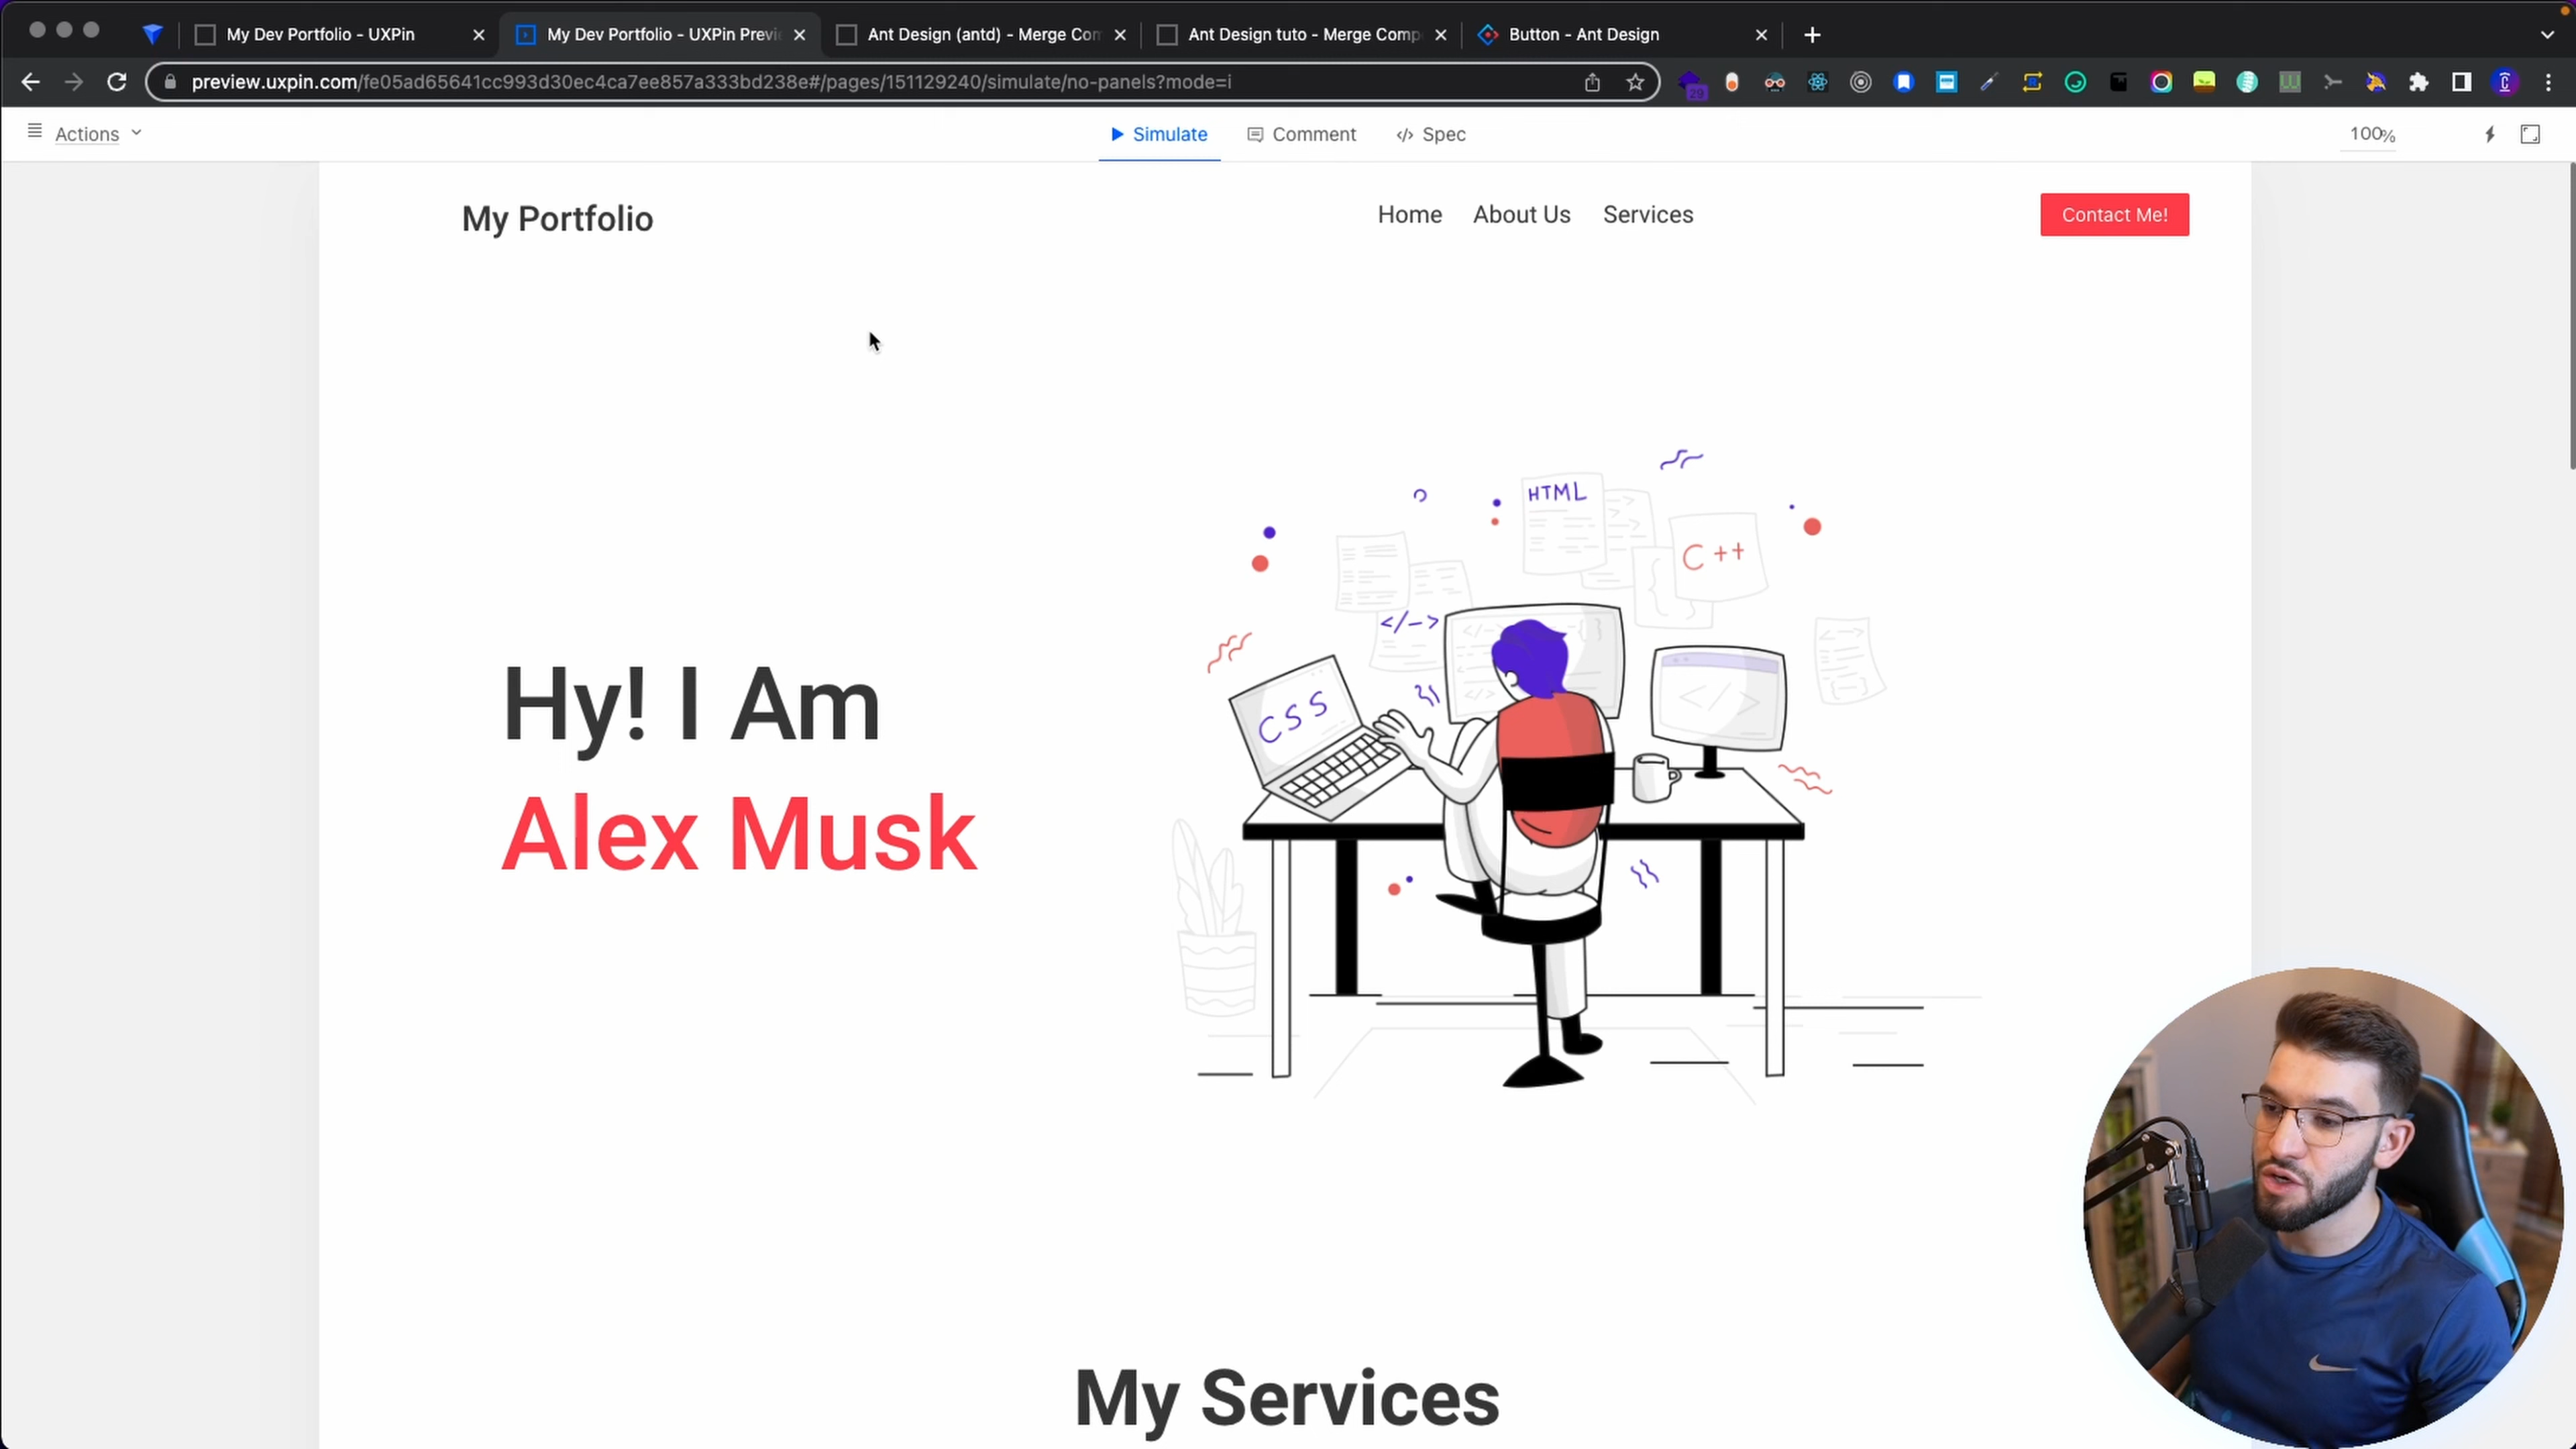 My Dev Portfolio - UXPin
My Dev Portfolio - UXPin Previ
Ant Design (antd) - Merge Com
Ant Design tuto - Merge Comp
Button - Ant Design
preview.uxpin.com/fe05ad65641cc993d30ec4ca7ee857a333bd238e#/pages/151129240/simulate/no-panels?mode=i
29
Actions
Simulate
Comment
Spec
100%
My Portfolio
Home
About Us
Services
Contact Me!
HTML
C++
</->
CSS
</>
Hy! I Am
Alex Musk
My Services